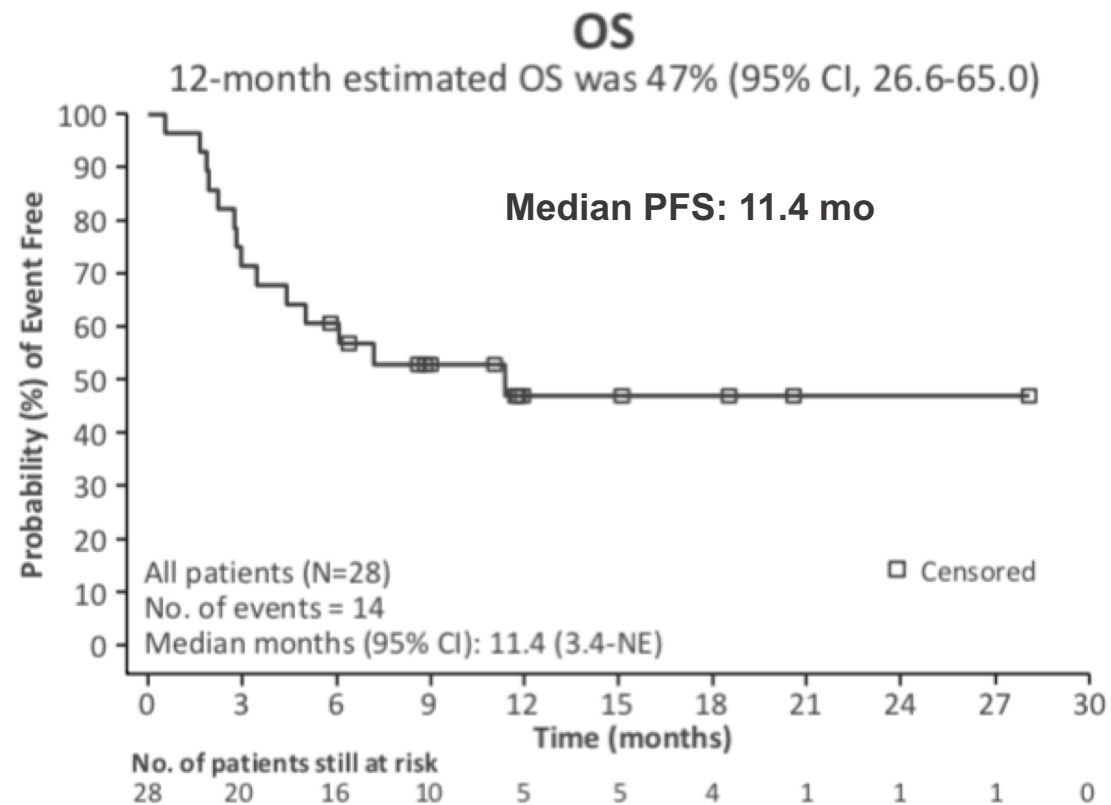 OS
12-month estimated OS was 47% (95% CI, 26.6-65.0)
Median PFS: 11.4 mo
Probability (%) of Event Free
100
90
80
70
60
50
40
30
20
10
0
All patients (N=28)
No. of events = 14
Median months (95% CI): 11.4 (3.4-NE)
Censored
0 3 6 9 12 15 18 21 24 27 30
Time (months)
No. of patients still at risk
28 20 16 10 5 5 4 1 1 1 0